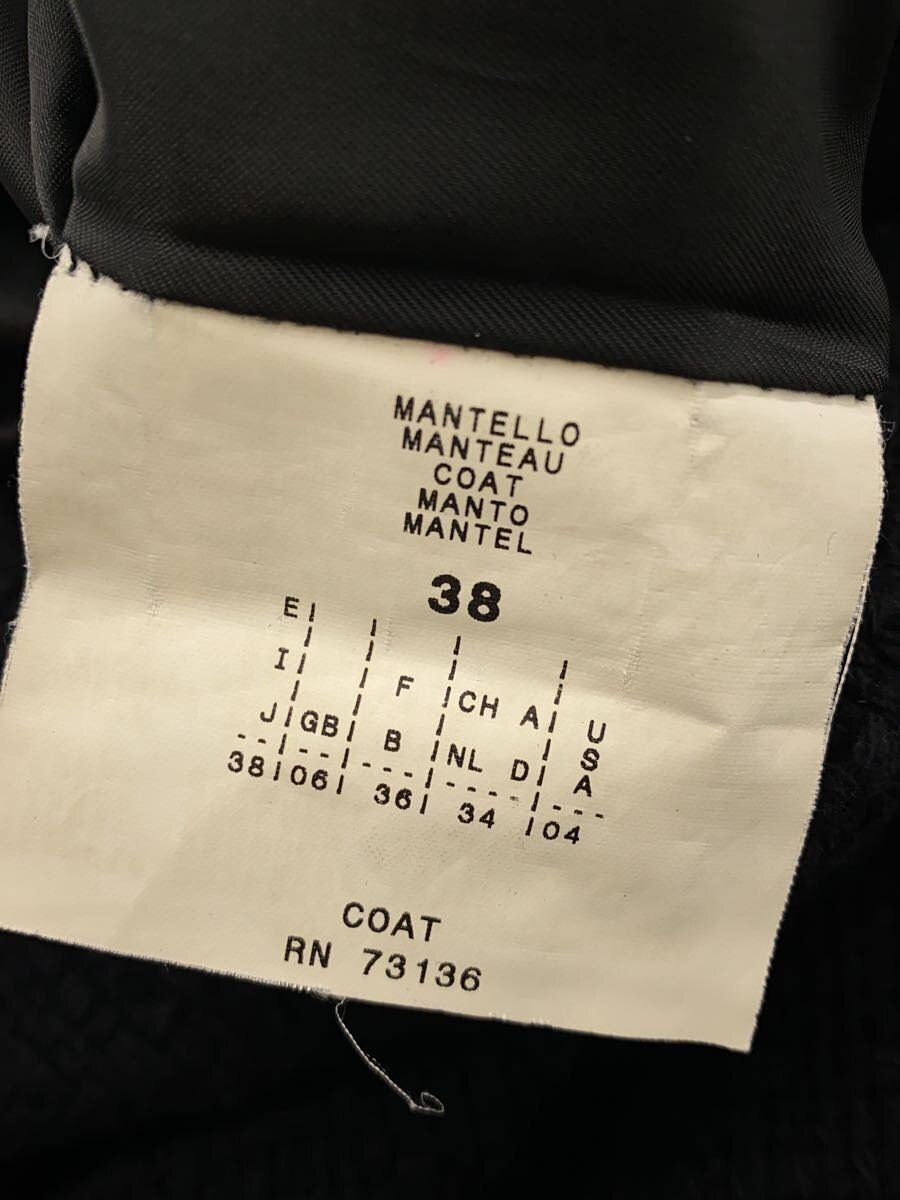 MANTELLO
MANTEAU
COAT
MANTO
MANTEL
38
E
I F CH A U
J GB B NL D S
A
38 06 36 34 04
COAT
RN 73136